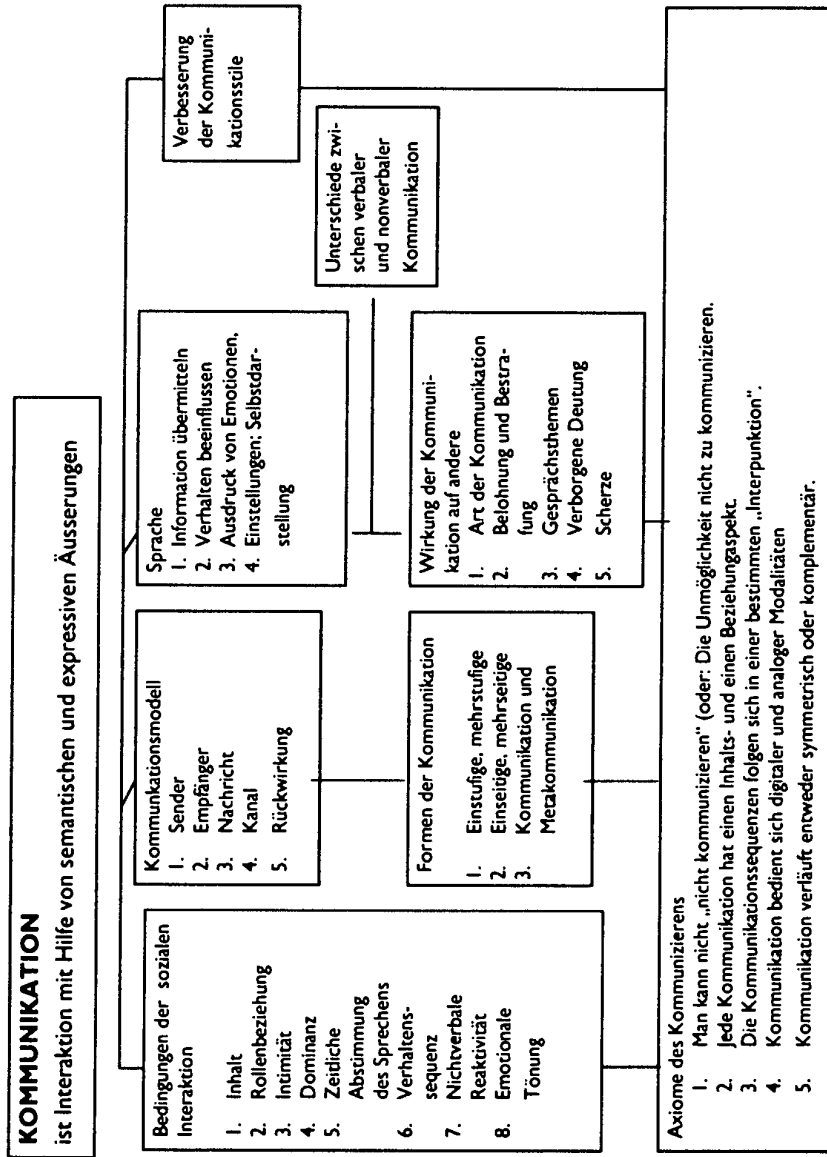 KOMMUNIKATION
ist Interaktion mit Hilfe von semantischen und expressiven Äusserungen
Bedingungen der sozialen
Interaktion
1. Inhalt
2. Rollenbeziehung
3. Intimität
4. Dominanz
5. Zeitliche
Abstimmung
des Sprechens
6. Verhaltens-
sequenz
7. Nichtverbale
Reaktivität
8. Emotionale
Tönung
Kommunkationsmodell
1. Sender
2. Empfänger
3. Nachricht
4. Kanal
5. Rückwirkung
Sprache
1. Information übermitteln
2. Verhalten beeinflussen
3. Ausdruck von Emotionen,
4. Einstellungen; Selbstdar-
stellung
Verbesserung
der Kommuni-
kationsstile
Unterschiede zwi-
schen verbaler
und nonverbaler
Kommunikation
Formen der Kommunikation
1. Einstufige, mehrstufige
2. Einseitige, mehrseitige
3. Kommunikation und
Metakommunikation
Wirkung der Kommuni-
kation auf andere
1. Art der Kommunikation
2. Belohnung und Bestra-
fung
3. Gesprächsthemen
4. Verborgene Deutung
5. Scherze
Axiome des Kommunizierens
1. Man kann nicht „nicht kommunizieren" (oder: Die Unmöglichkeit nicht zu kommunizieren.
2. Jede Kommunikation hat einen Inhalts- und einen Beziehungaspekt.
3. Die Kommunikationssequenzen folgen sich in einer bestimmten „Interpunktion".
4. Kommunikation bedient sich digitaler und analoger Modalitäten
5. Kommunikation verläuft entweder symmetrisch oder komplementär.